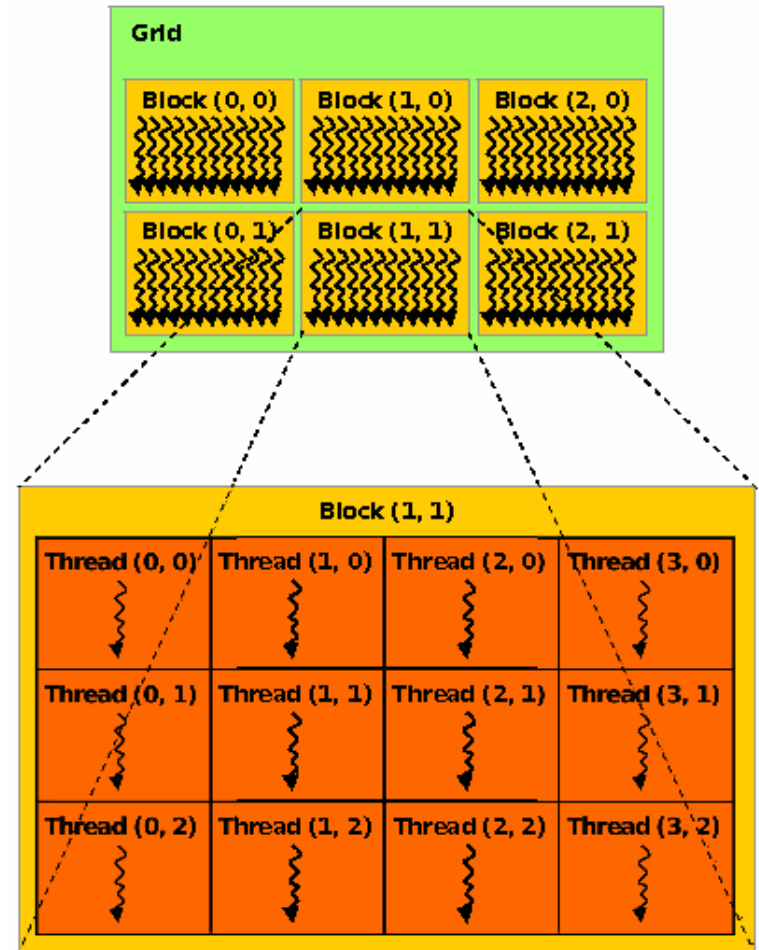 Grid
Block (0, 0) Block (1, 0) Block (2, 0)
Block (0, 1) Block (1, 1) Block (2, 1)
Block (1, 1)
Thread (0, 0) Thread (1, 0) Thread (2, 0) Thread (3, 0)
Thread (0, 1) Thread (1, 1) Thread (2, 1) Thread (3, 1)
Thread (0, 2) Thread (1, 2) Thread (2, 2) Thread (3, 2)